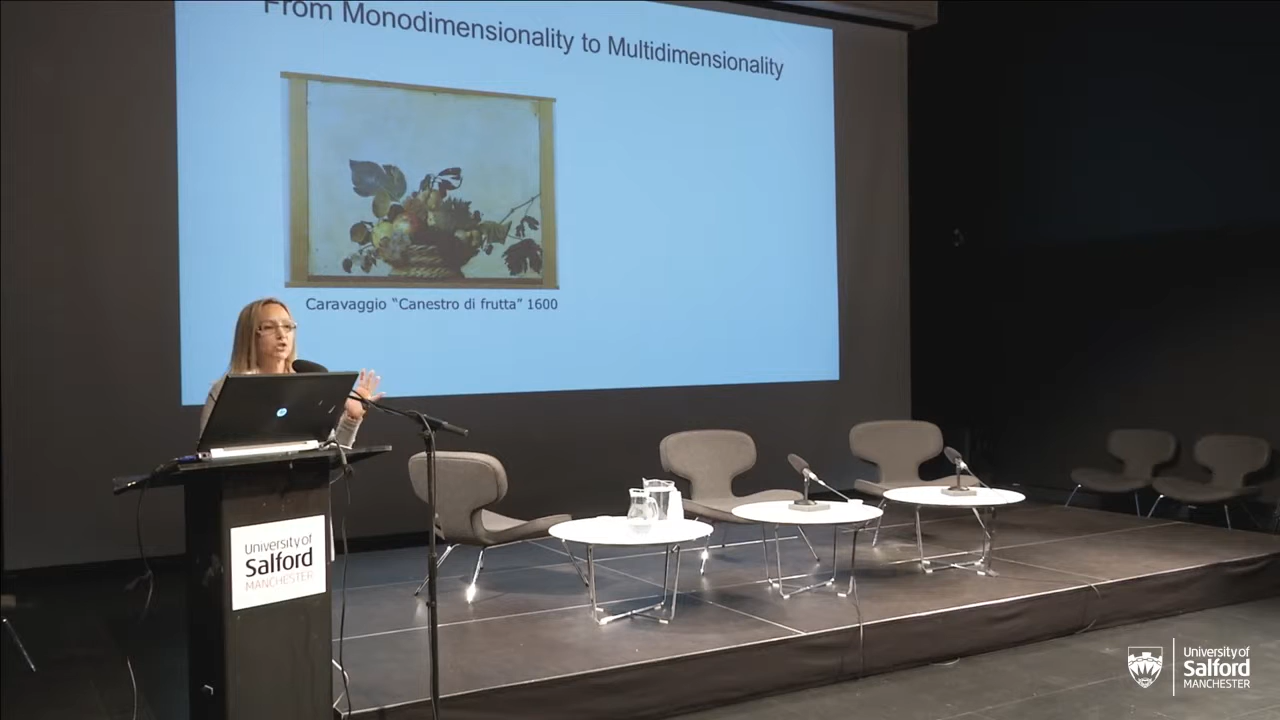 From Monodimensionality to Multidimensionality
Caravaggio “Canestro di frutta” 1600
University of
Salford
MANCHESTER
University of
Salford
MANCHESTER